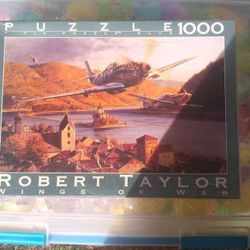 PUZZLE 1000
ROBERT TAYLOR
WINGS OF WAR